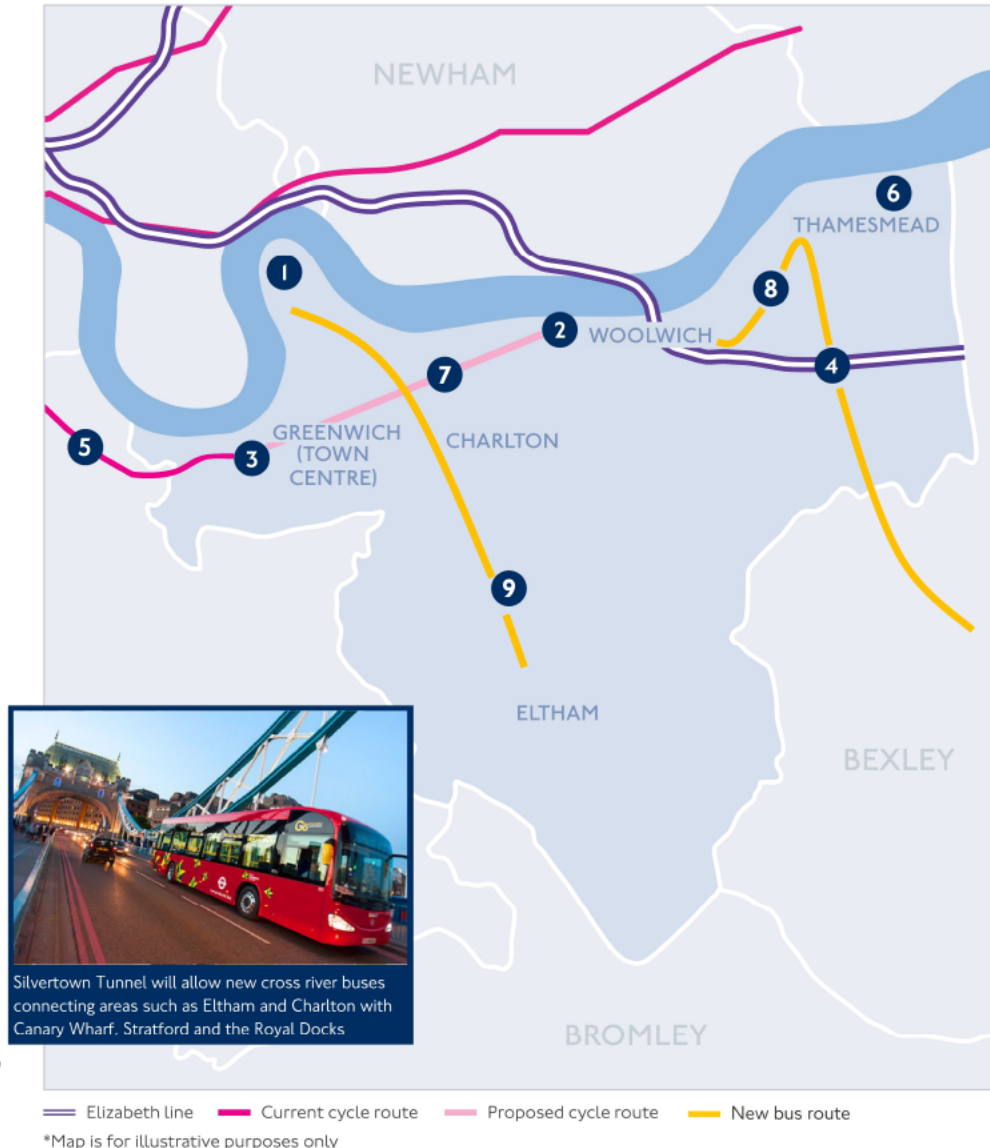 NEWHAM
6
THAMESMEAD
1
8
2
WOOLWICH
4
7
GREENWICH
(TOWN
CENTRE)
CHARLTON
5
3
9
ELTHAM
BEXLEY
Go
Silvertown Tunnel will allow new cross river buses
connecting areas such as Eltham and Charlton with
Canary Wharf, Stratford and the Royal Docks
BROMLEY
Elizabeth line
Current cycle route
Proposed cycle route
New bus route
*Map is for illustrative purposes only